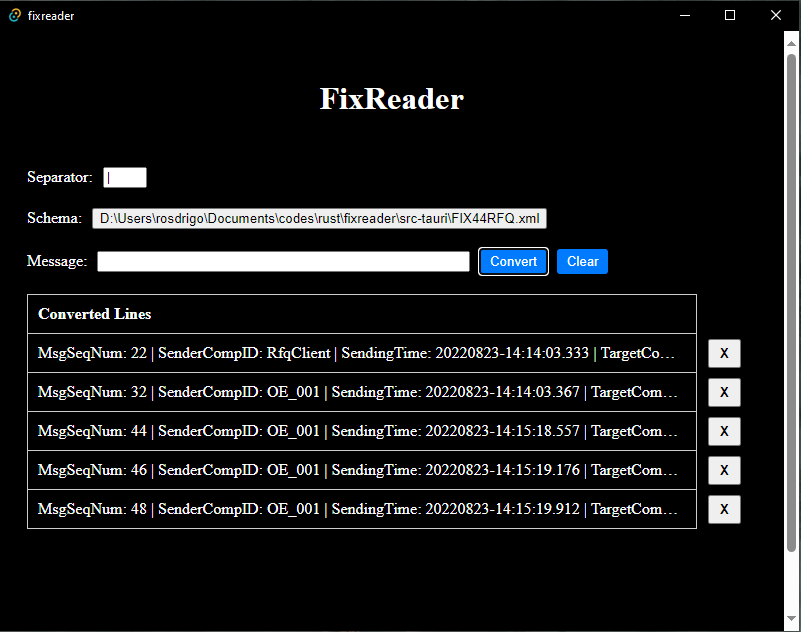 fixreader
FixReader
Separator: |
Schema: D:\Users\rosdrigo\Documents\codes\rust\fixreader\src-tauri\FIX44RFQ.xml
Message: Convert Clear
Converted Lines
MsgSeqNum: 22 | SenderCompID: RfqClient | SendingTime: 20220823-14:14:03.333 | TargetCo… X
MsgSeqNum: 32 | SenderCompID: OE_001 | SendingTime: 20220823-14:14:03.367 | TargetCom… X
MsgSeqNum: 44 | SenderCompID: OE_001 | SendingTime: 20220823-14:15:18.557 | TargetCom… X
MsgSeqNum: 46 | SenderCompID: OE_001 | SendingTime: 20220823-14:15:19.176 | TargetCom… X
MsgSeqNum: 48 | SenderCompID: OE_001 | SendingTime: 20220823-14:15:19.912 | TargetCom… X